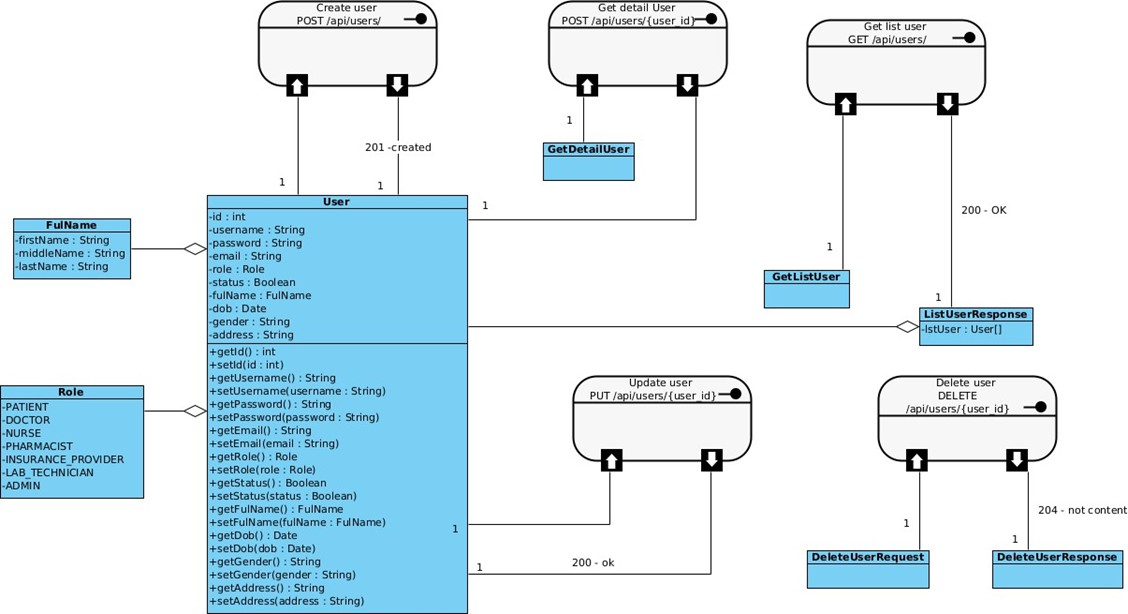 Create user
POST /api/users/
Get detail User
POST /api/users/{user_id}
Get list user
GET /api/users/
1
201 -created
1
1
GetDetailUser
1
200 - OK
1
GetListUser
1
ListUserResponse
-lstUser : User[]
FulName
-firstName : String
-middleName : String
-lastName : String
User
-id : int
-username : String
-password : String
-email : String
-role : Role
-status : Boolean
-fulName : FulName
-dob : Date
-gender : String
-address : String
+getId() : int
+setId(id : int)
+getUsername() : String
+setUsername(username : String)
+getPassword() : String
+setPassword(password : String)
+getEmail() : String
+setEmail(email : String)
+getRole() : Role
+setRole(role : Role)
+getStatus() : Boolean
+setStatus(status : Boolean)
+getFulName() : FulName
+setFulName(fulName : FulName)
+getDob() : Date
+setDob(dob : Date)
+getGender() : String
+setGender(gender : String)
+getAddress() : String
+setAddress(address : String)
Role
-PATIENT
-DOCTOR
-NURSE
-PHARMACIST
-INSURANCE_PROVIDER
-LAB_TECHNICIAN
-ADMIN
Update user
PUT /api/users/{user_id}
1
1
200 - ok
Delete user
DELETE
/api/users/{user_id}
1
204 - not content
1
DeleteUserRequest
DeleteUserResponse